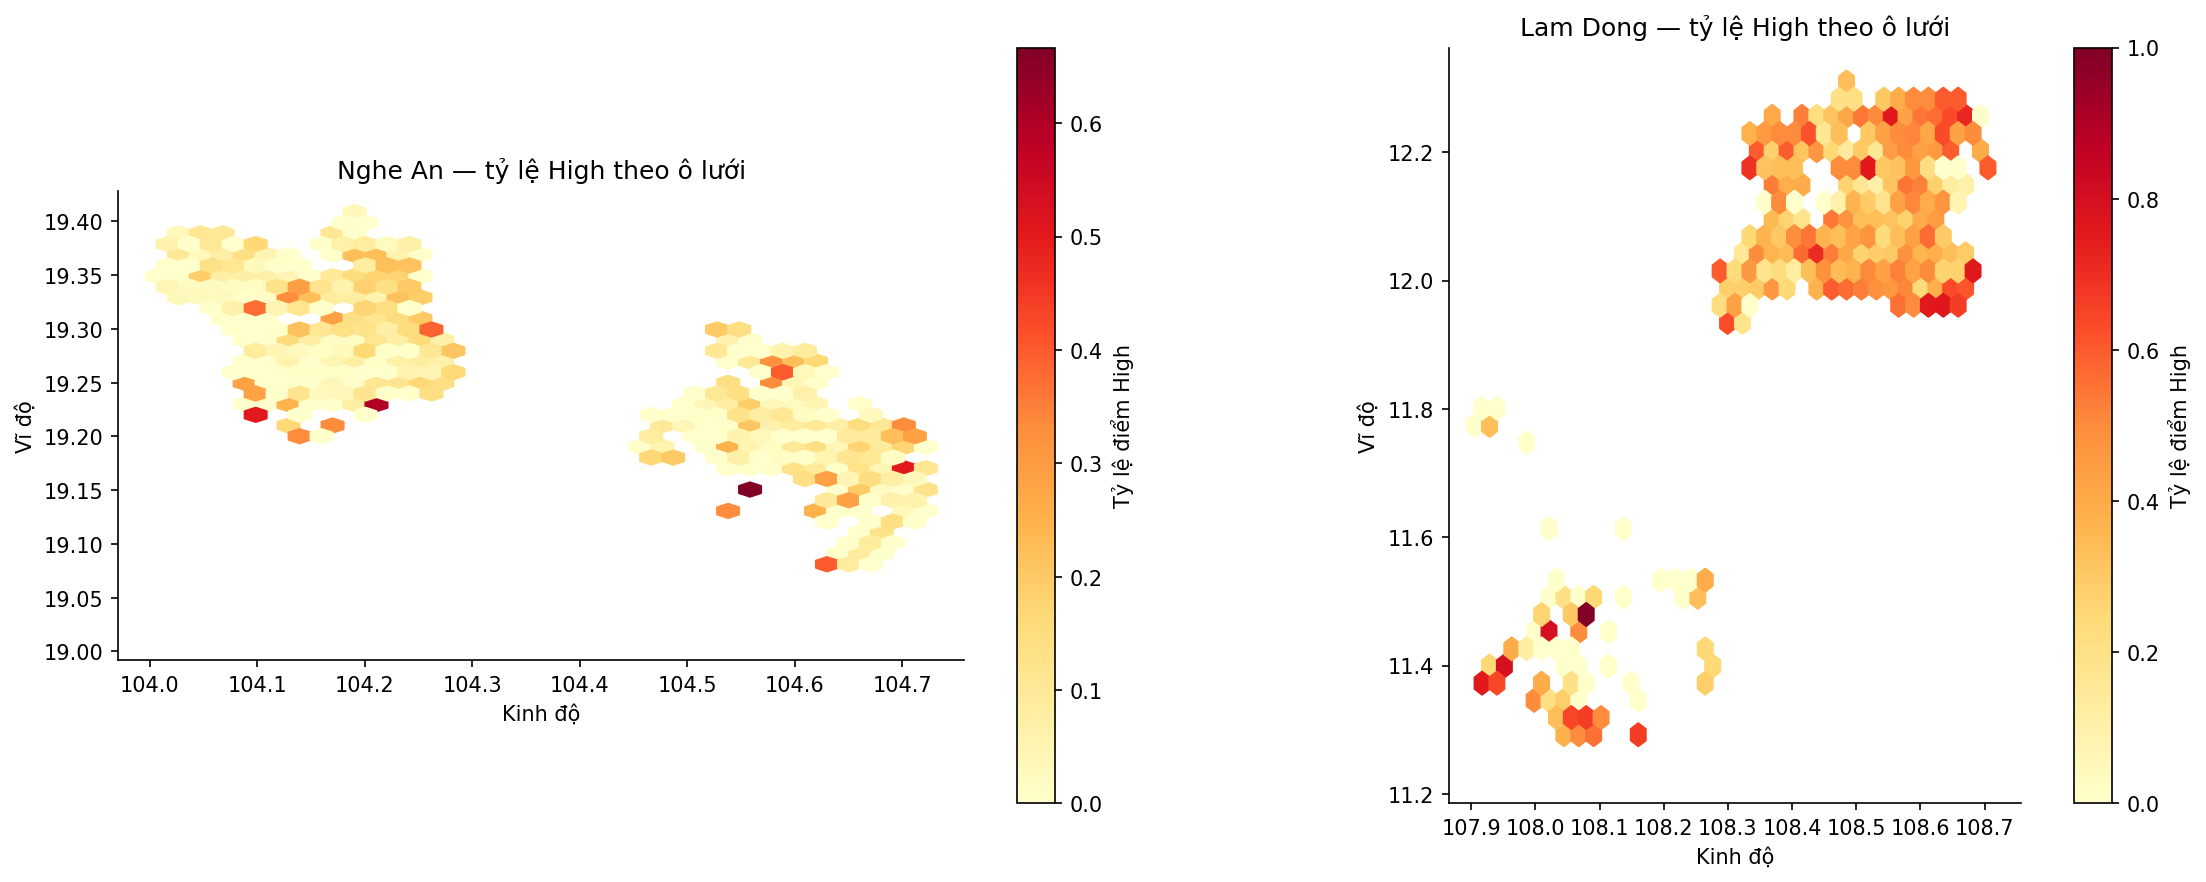 Nghe An — tỷ lệ High theo ô lưới
19.40
19.35
19.30
19.25
19.20
19.15
19.10
19.05
19.00
Vĩ độ
104.0 104.1 104.2 104.3 104.4 104.5 104.6 104.7
Kinh độ
0.6
0.5
0.4
0.3
0.2
0.1
0.0
Tỷ lệ điểm High
Lam Dong — tỷ lệ High theo ô lưới
12.2
12.0
11.8
11.6
11.4
11.2
Vĩ độ
107.9 108.0 108.1 108.2 108.3 108.4 108.5 108.6 108.7
Kinh độ
1.0
0.8
0.6
0.4
0.2
0.0
Tỷ lệ điểm High